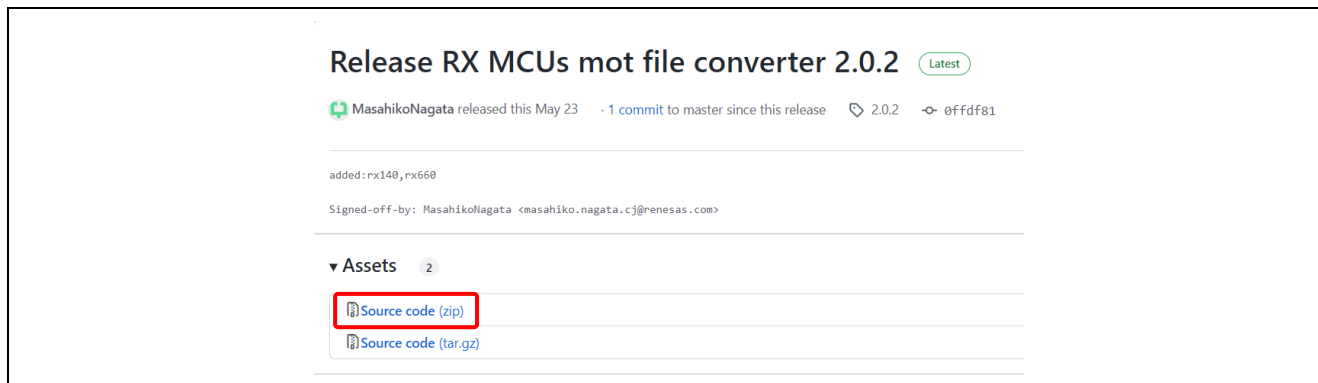 Release RX MCUs mot file converter 2.0.2 Latest
MasahikoNagata released this May 23 · 1 commit to master since this release 2.0.2 0ffdf81
added:rx140,rx660
Signed-off-by: MasahikoNagata <masahiko.nagata.cj@renesas.com>
Assets 2
Source code (zip)
Source code (tar.gz)